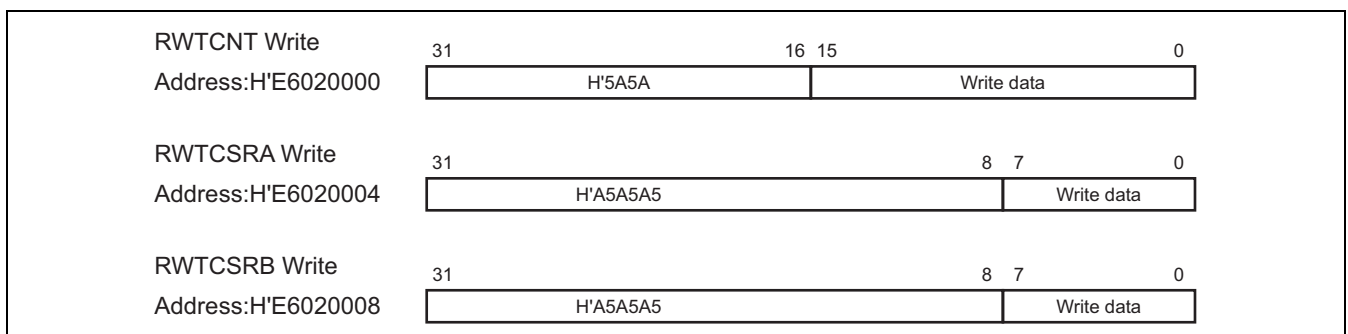 RWTCNT Write
31 16 15 0
Address:H'E6020000
H'5A5A Write data
RWTCSRA Write
31 8 7 0
Address:H'E6020004
H'A5A5A5 Write data
RWTCSRB Write
31 8 7 0
Address:H'E6020008
H'A5A5A5 Write data